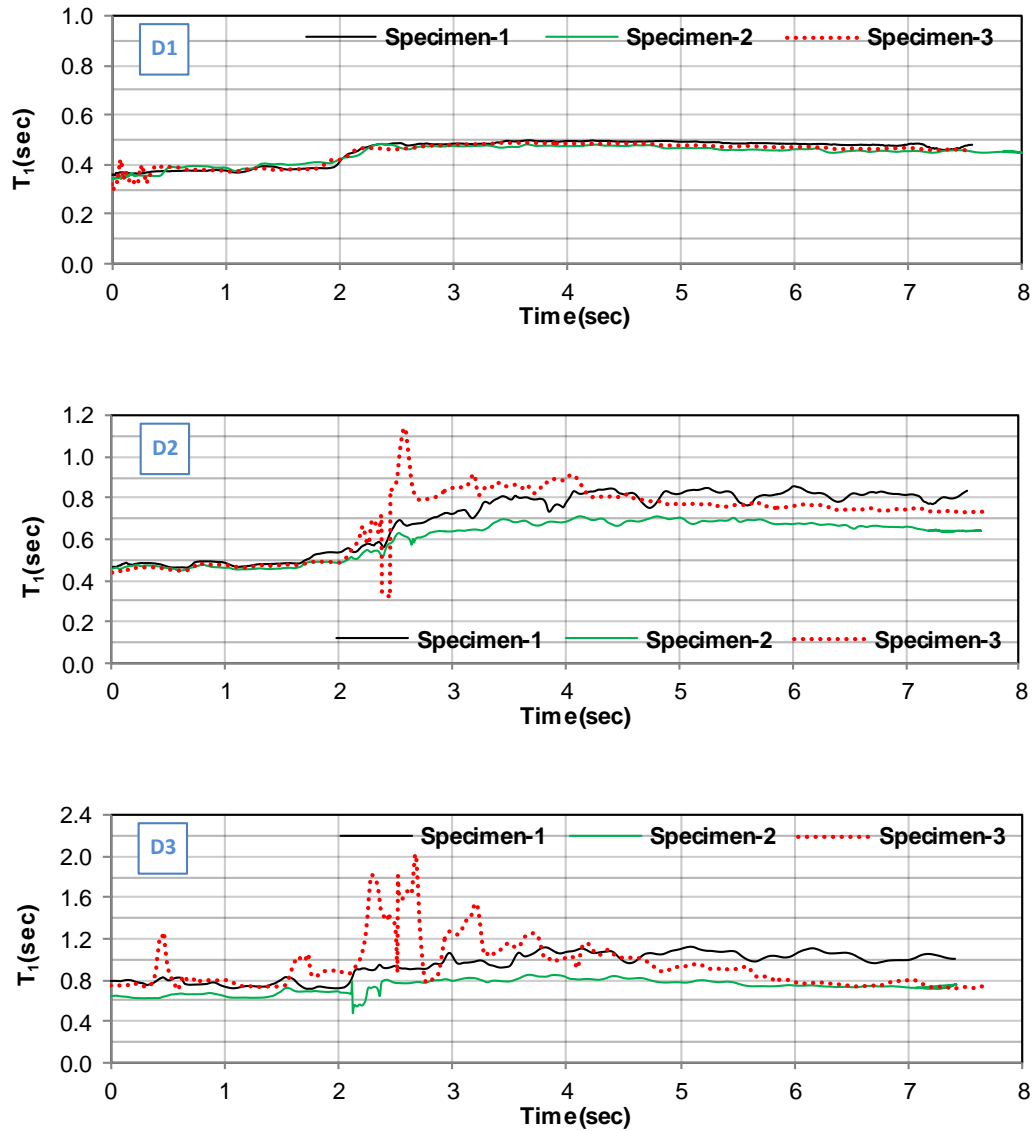 D1
Specimen-1 Specimen-2 Specimen-3
1.0
0.8
0.6
0.4
0.2
0.0
T1(sec)
0 1 2 3 4 5 6 7 8
Time(sec)
D2
1.2
1.0
0.8
0.6
0.4
0.2
0.0
T1(sec)
Specimen-1 Specimen-2 Specimen-3
0 1 2 3 4 5 6 7 8
Time(sec)
D3
Specimen-1 Specimen-2 Specimen-3
2.4
2.0
1.6
1.2
0.8
0.4
0.0
T1(sec)
0 1 2 3 4 5 6 7 8
Time(sec)